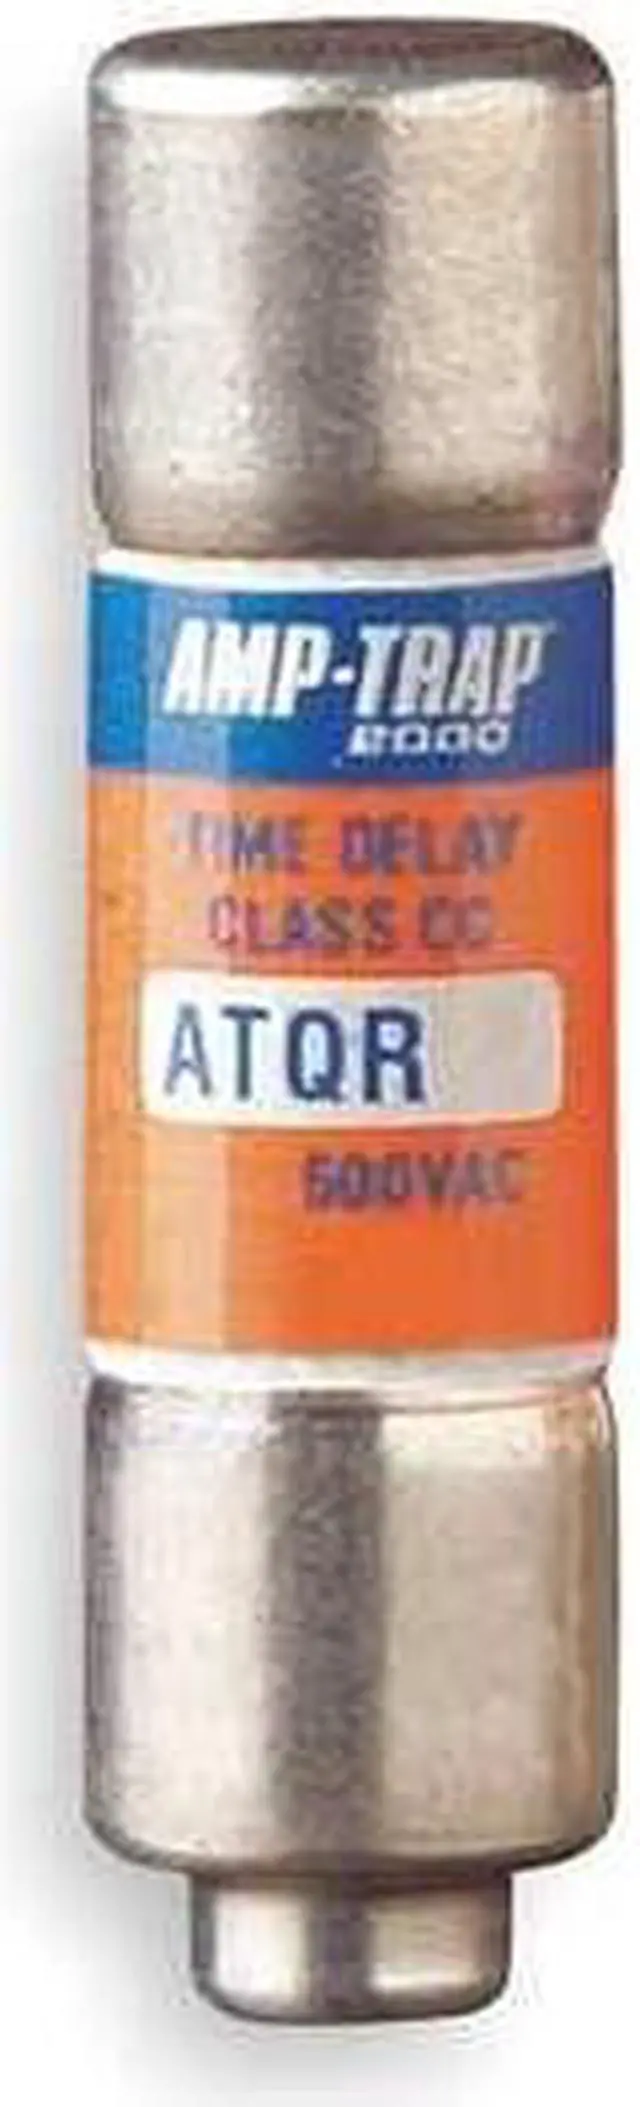 AMP-TRAP
2000
TIME DELAY
CLASS CC
ATQR
600VAC